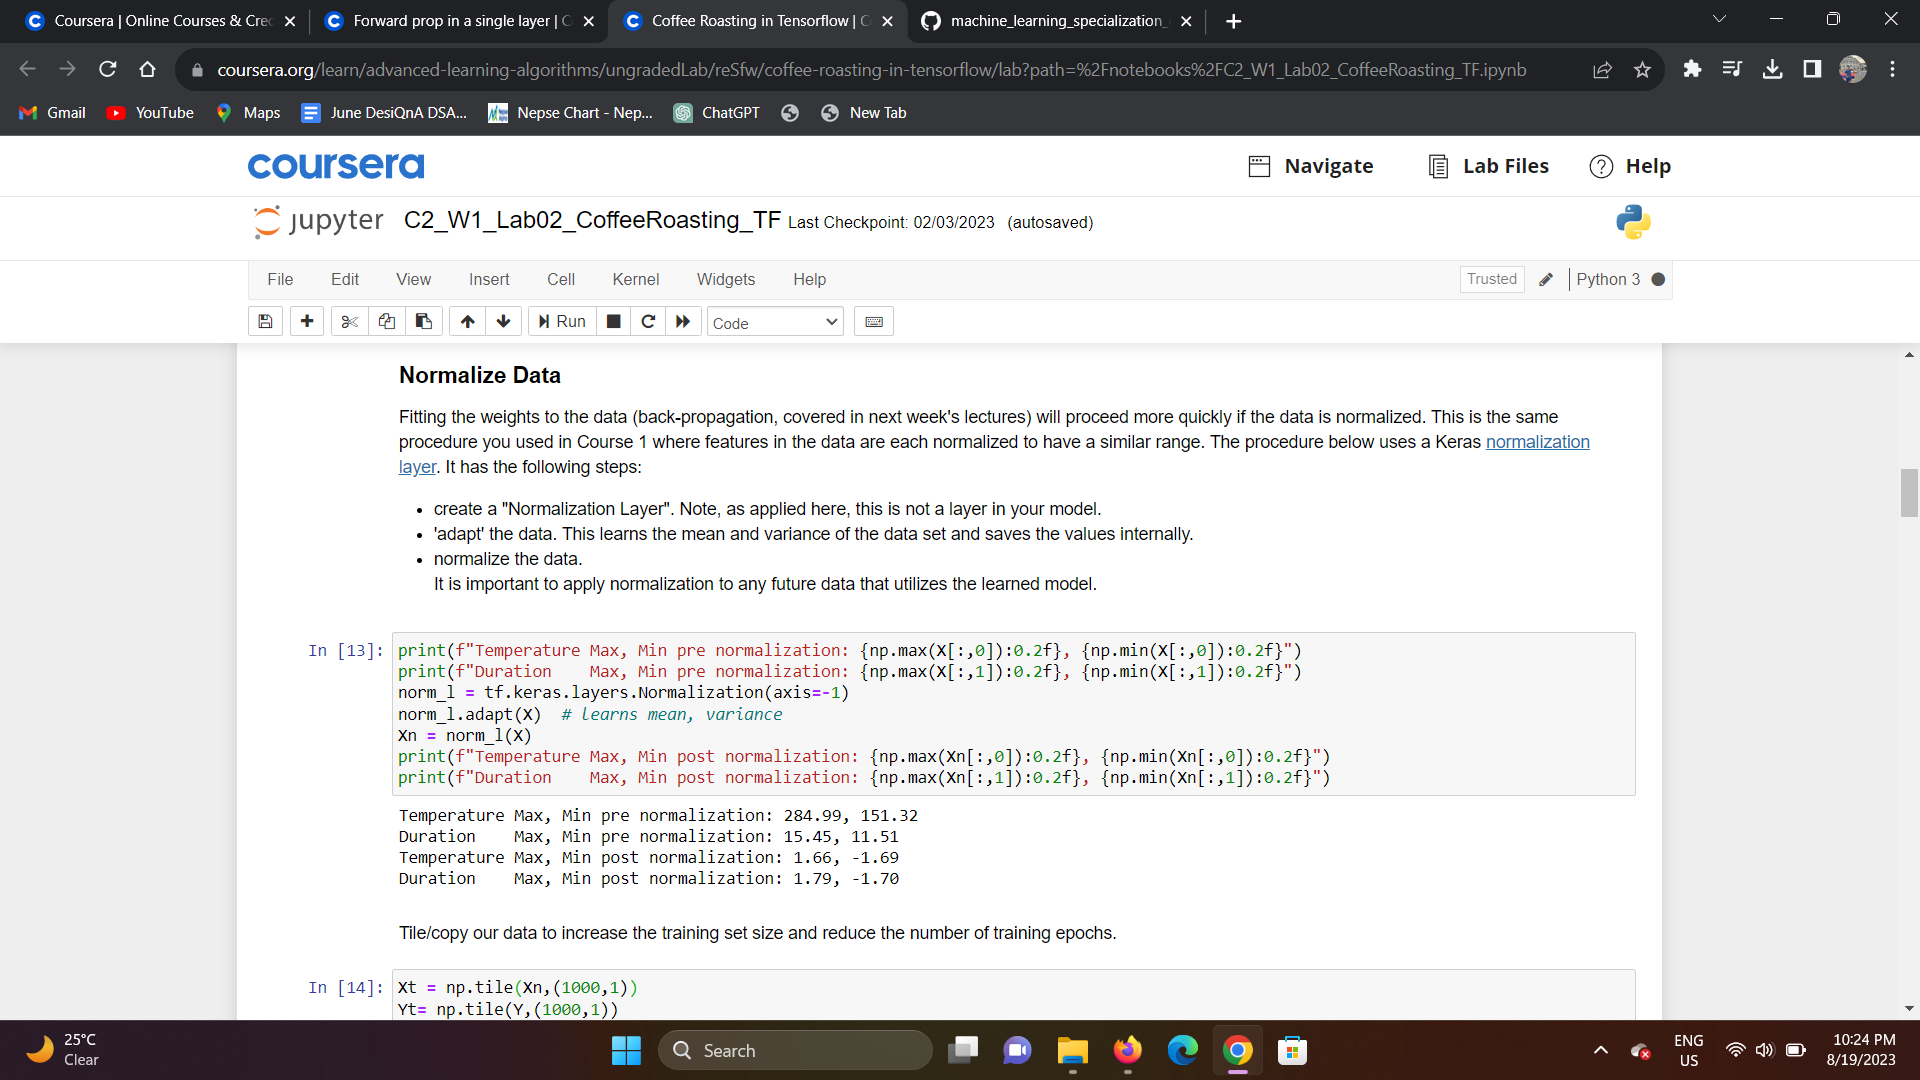 Coursera | Online Courses & Cre
Forward prop in a single layer | C
Coffee Roasting in Tensorflow | C
machine_learning_specialization_
coursera.org/learn/advanced-learning-algorithms/ungradedLab/reSfw/coffee-roasting-in-tensorflow/lab?path=%2Fnotebooks%2FC2_W1_Lab02_CoffeeRoasting_TF.ipynb
Gmail
YouTube
Maps
June DesiQnA DSA...
Nepse Chart - Nep...
ChatGPT
New Tab
coursera
Navigate
Lab Files
Help
jupyter
C2_W1_Lab02_CoffeeRoasting_TF Last Checkpoint: 02/03/2023 (autosaved)
File
Edit
View
Insert
Cell
Kernel
Widgets
Help
Trusted
Python 3
Run
Code
Normalize Data
Fitting the weights to the data (back-propagation, covered in next week's lectures) will proceed more quickly if the data is normalized. This is the same
procedure you used in Course 1 where features in the data are each normalized to have a similar range. The procedure below uses a Keras normalization
layer. It has the following steps:
• create a "Normalization Layer". Note, as applied here, this is not a layer in your model.
• 'adapt' the data. This learns the mean and variance of the data set and saves the values internally.
• normalize the data.
It is important to apply normalization to any future data that utilizes the learned model.
In [13]:
print(f"Temperature Max, Min pre normalization: {np.max(X[:,0]):0.2f}, {np.min(X[:,0]):0.2f}")
print(f"Duration    Max, Min pre normalization: {np.max(X[:,1]):0.2f}, {np.min(X[:,1]):0.2f}")
norm_l = tf.keras.layers.Normalization(axis=-1)
norm_l.adapt(X)  # learns mean, variance
Xn = norm_l(X)
print(f"Temperature Max, Min post normalization: {np.max(Xn[:,0]):0.2f}, {np.min(Xn[:,0]):0.2f}")
print(f"Duration    Max, Min post normalization: {np.max(Xn[:,1]):0.2f}, {np.min(Xn[:,1]):0.2f}")
Temperature Max, Min pre normalization: 284.99, 151.32
Duration    Max, Min pre normalization: 15.45, 11.51
Temperature Max, Min post normalization: 1.66, -1.69
Duration    Max, Min post normalization: 1.79, -1.70
Tile/copy our data to increase the training set size and reduce the number of training epochs.
In [14]:
Xt = np.tile(Xn,(1000,1))
Yt= np.tile(Y,(1000,1))
25°C
Clear
Search
ENG
US
10:24 PM
8/19/2023